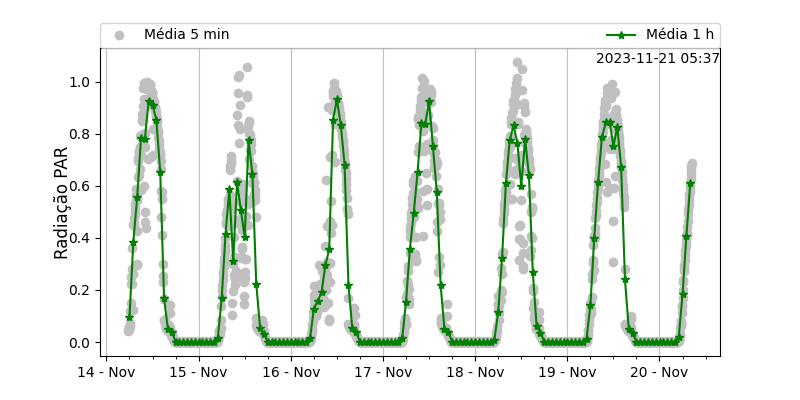 Média 5 min
Média 1 h
2023-11-21 05:37
Radiação PAR
1.0
0.8
0.6
0.4
0.2
0.0
14 - Nov
15 - Nov
16 - Nov
17 - Nov
18 - Nov
19 - Nov
20 - Nov